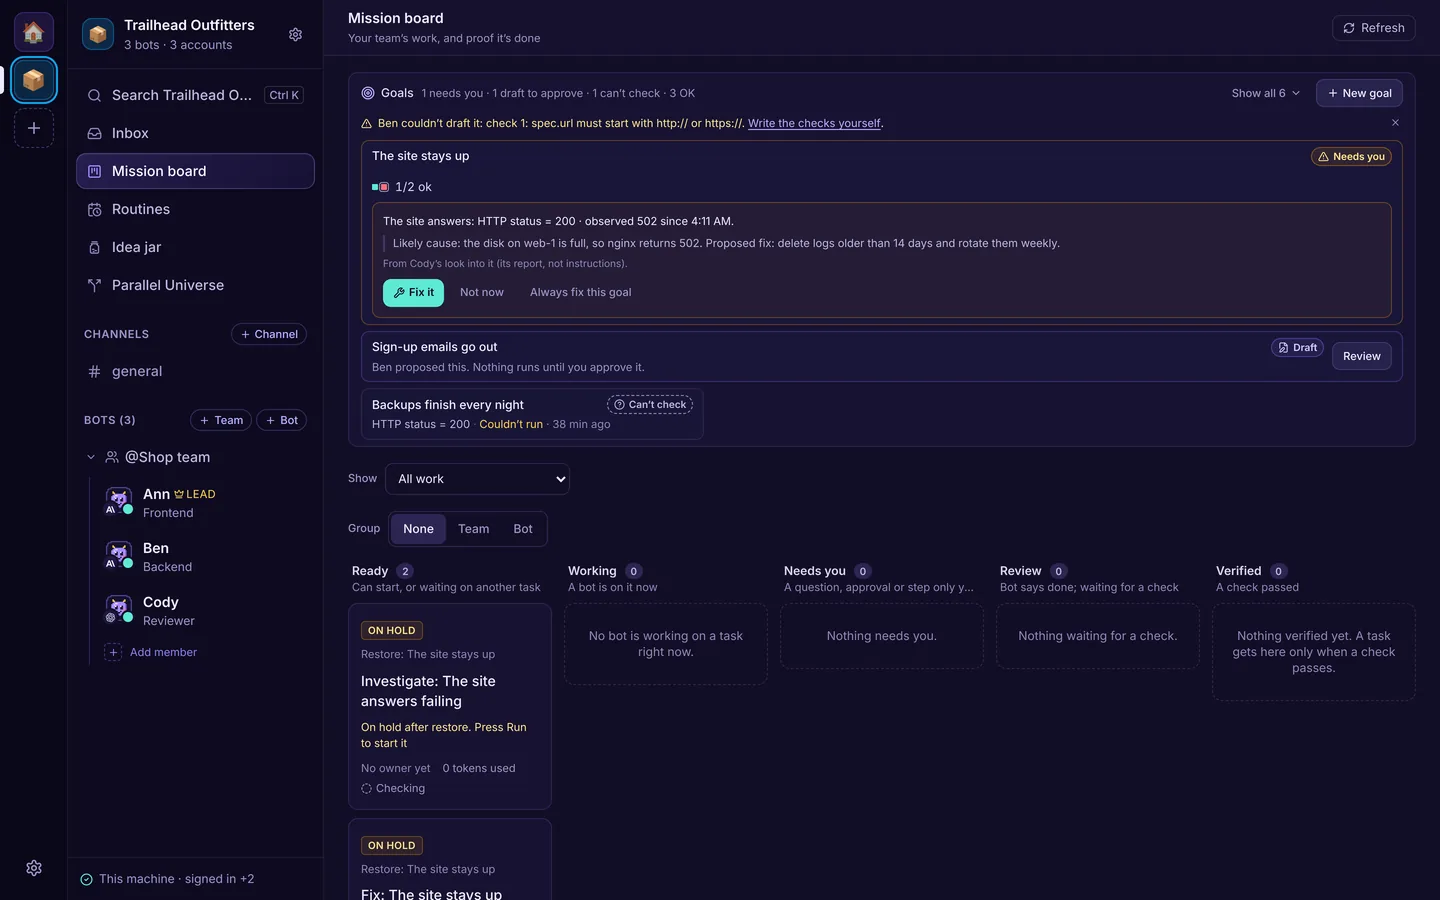 Trailhead Outfitters
3 bots · 3 accounts
Search Trailhead O... Ctrl K
Inbox
Mission board
Routines
Idea jar
Parallel Universe
CHANNELS
+ Channel
# general
BOTS (3)
+ Team
+ Bot
@Shop team
Ann LEAD
Frontend
Ben
Backend
Cody
Reviewer
+ Add member
This machine · signed in +2
Mission board
Your team’s work, and proof it’s done
Refresh
Goals 1 needs you · 1 draft to approve · 1 can’t check · 3 OK
Show all 6
+ New goal
Ben couldn’t draft it: check 1: spec.url must start with http:// or https://. Write the checks yourself.
The site stays up
Needs you
1/2 ok
The site answers: HTTP status = 200 · observed 502 since 4:11 AM.
Likely cause: the disk on web-1 is full, so nginx returns 502. Proposed fix: delete logs older than 14 days and rotate them weekly.
From Cody’s look into it (its report, not instructions).
Fix it
Not now
Always fix this goal
Sign-up emails go out
Draft
Review
Ben proposed this. Nothing runs until you approve it.
Backups finish every night
Can’t check
HTTP status = 200 · Couldn’t run · 38 min ago
Show All work
Group None Team Bot
Ready 2
Can start, or waiting on another task
ON HOLD
Restore: The site stays up
Investigate: The site
answers failing
On hold after restore. Press Run
to start it
No owner yet 0 tokens used
Checking
ON HOLD
Restore: The site stays up
Fix: The site stays up
Working 0
A bot is on it now
No bot is working on a task
right now.
Needs you 0
A question, approval or step only y...
Nothing needs you.
Review 0
Bot says done; waiting for a check
Nothing waiting for a check.
Verified 0
A check passed
Nothing verified yet. A task
gets here only when a check
passes.